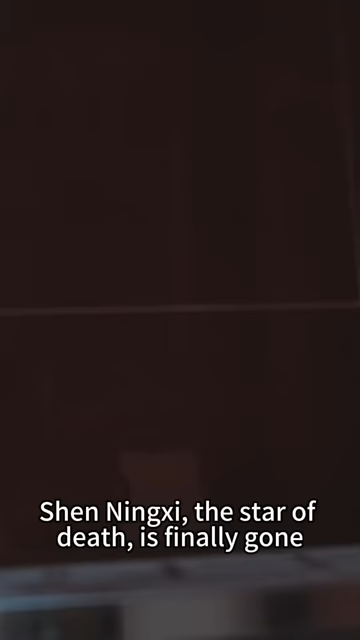 Shen Ningxi, the star of
death, is finally gone